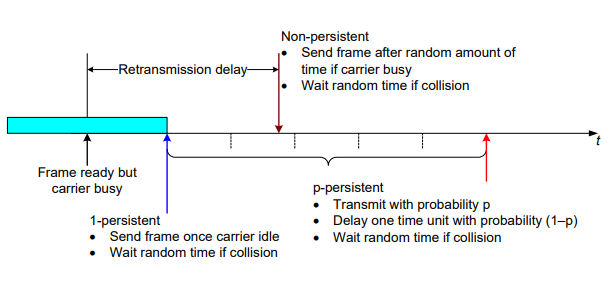 Non-persistent
• Send frame after random amount of
time if carrier busy
• Wait random time if collision
Retransmission delay
t
Frame ready but
carrier busy
1-persistent
• Send frame once carrier idle
• Wait random time if collision
p-persistent
• Transmit with probability p
• Delay one time unit with probability (1–p)
• Wait random time if collision